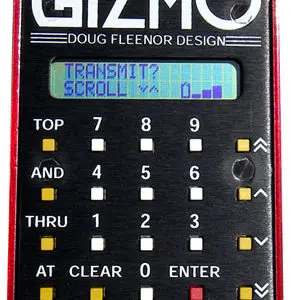 GIZMO
DOUG FLEENOR DESIGN
TRANSMIT?
SCROLL
TOP 7 8 9
AND 4 5 6
THRU 1 2 3
AT CLEAR 0 ENTER